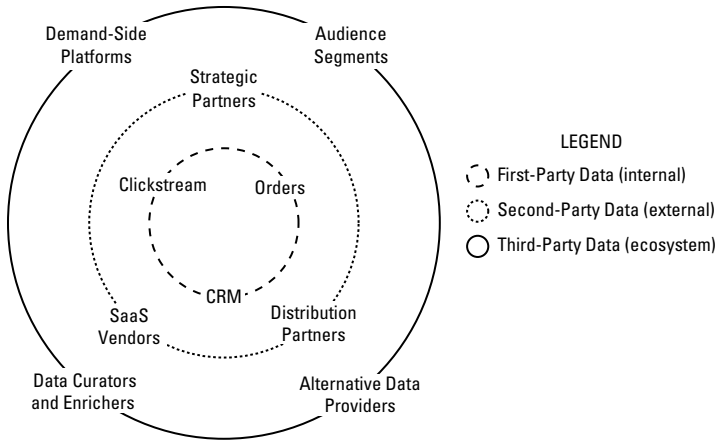 Demand-Side
Platforms
Audience
Segments
Strategic
Partners
Clickstream
Orders
CRM
SaaS
Vendors
Distribution
Partners
Data Curators
and Enrichers
Alternative Data
Providers
LEGEND
First-Party Data (internal)
Second-Party Data (external)
Third-Party Data (ecosystem)